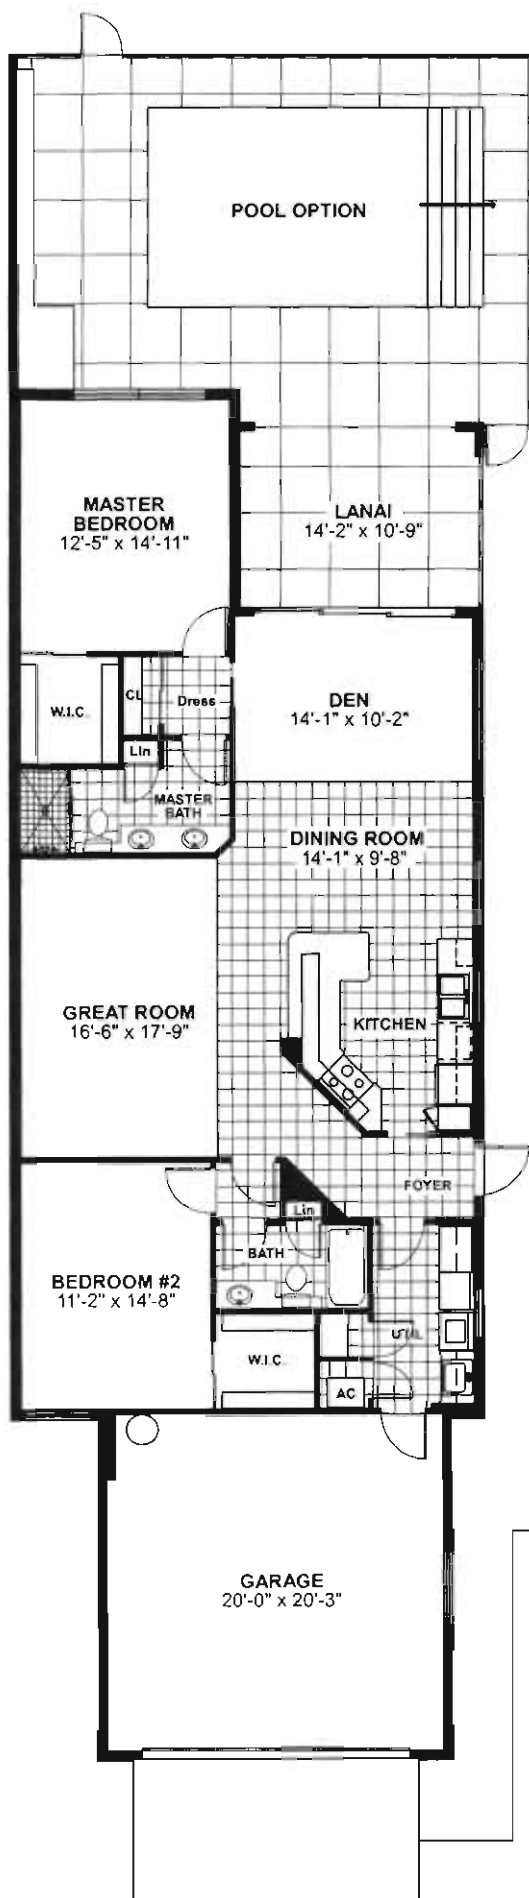 POOL OPTION
MASTER
BEDROOM
12'-5" x 14'-11"
LANAI
14'-2" x 10'-9"
W.I.C.
CL
Dress
DEN
14'-1" x 10'-2"
Lin
MASTER
BATH
DINING ROOM
14'-1" x 9'-8"
GREAT ROOM
16'-6" x 17'-9"
KITCHEN
FOYER
Lin
BATH
BEDROOM #2
11'-2" x 14'-8"
UTIL
W.I.C.
AC
GARAGE
20'-0" x 20'-3"